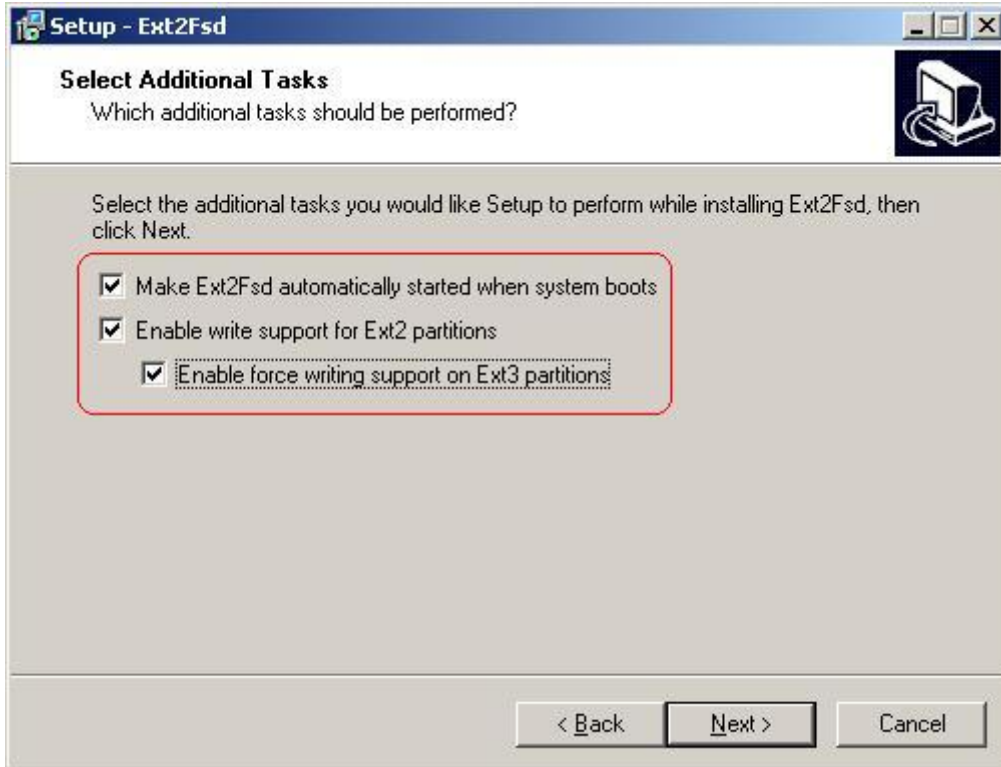 Setup - Ext2Fsd
Select Additional Tasks
Which additional tasks should be performed?
Select the additional tasks you would like Setup to perform while installing Ext2Fsd, then
click Next.
Make Ext2Fsd automatically started when system boots
Enable write support for Ext2 partitions
Enable force writing support on Ext3 partitions
< Back
Next >
Cancel